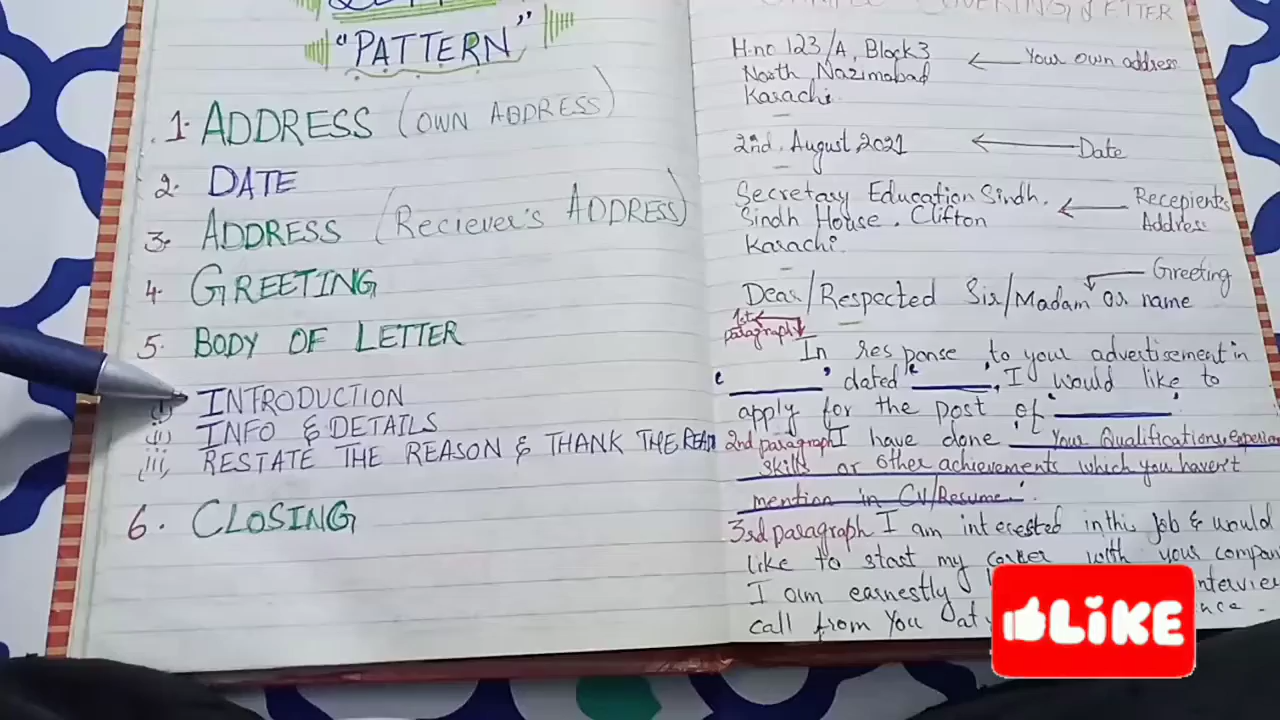 “PATTERN”
1. ADDRESS (OWN ADDRESS)
2. DATE
3. ADDRESS (Reciever's ADDRESS)
4. GREETING
5. BODY OF LETTER
(i) INTRODUCTION
(ii) INFO & DETAILS
(iii) RESTATE THE REASON & THANK THE READ
6. CLOSING
LETTER
H.no 123/A, Block 3
North Nazimabad
Karachi.
Your own address
2nd August, 2021
Date
Secretary Education Sindh.
Sindh House, Clifton
Karachi.
Recepients
Address
Greeting
Dear/Respected Sir/Madam or name
1st
paragraph
In response to your advertisement in
' ' dated ' ', I would like to
apply for the post of ' '
2nd paragraph I have done Your Qualifications, experien
skills or other achievements which you haven't
mention in CV/Resume.
3rd paragraph I am interested in this job & would
like to start my career with your compan
I am earnestly nterview
call from you at
LIKE